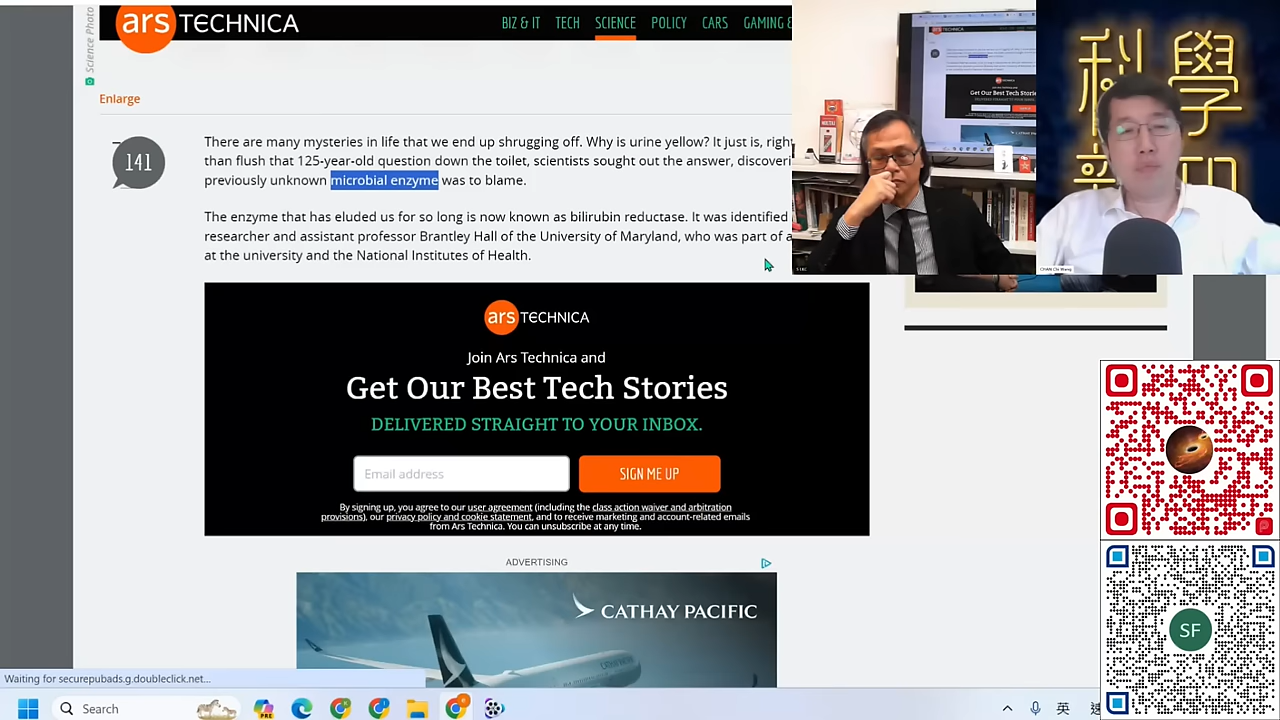 Science Photo
ars TECHNICA
BIZ & IT TECH SCIENCE POLICY CARS GAMING &
Enlarge
141
There are many mysteries in life that we end up shrugging off. Why is urine yellow? It just is, righ
than flush that 125-year-old question down the toilet, scientists sought out the answer, discoveri
previously unknown microbial enzyme was to blame.
The enzyme that has eluded us for so long is now known as bilirubin reductase. It was identified
researcher and assistant professor Brantley Hall of the University of Maryland, who was part of a
at the university and the National Institutes of Health.
ars TECHNICA
Join Ars Technica and
Get Our Best Tech Stories
DELIVERED STRAIGHT TO YOUR INBOX.
Email address
SIGN ME UP
By signing up, you agree to our user agreement (including the class action waiver and arbitration
provisions), our privacy policy and cookie statement, and to receive marketing and account-related emails
from Ars Technica. You can unsubscribe at any time.
ADVERTISING
CATHAY PACIFIC
Waiting for securepubads.g.doubleclick.net...
Search
PRE
英
科學
Get Our Best Tech Stories
CHAN Chi Wang
SF